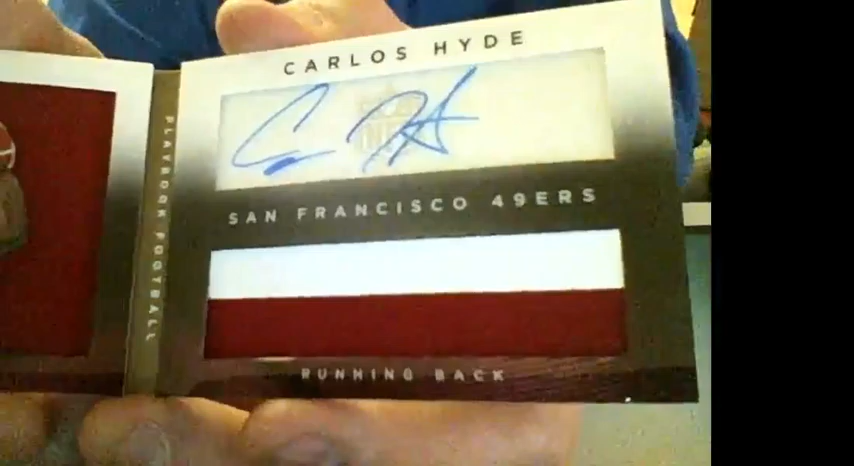 CARLOS HYDE
SAN FRANCISCO 49ERS
RUNNING BACK
PLAYBOOK FOOTBALL